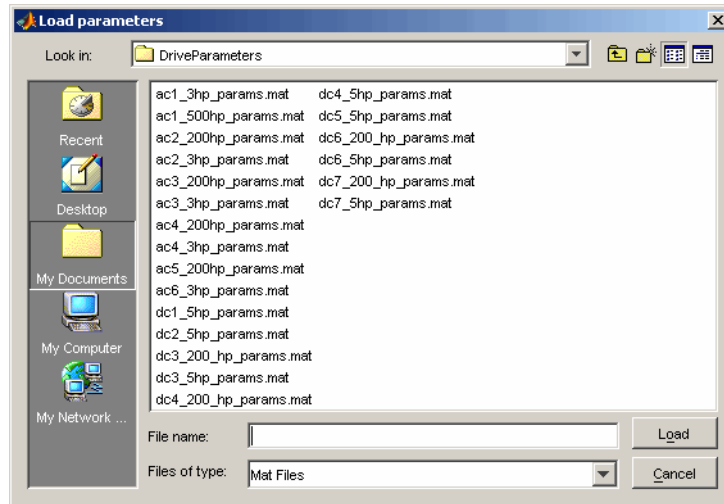 Load parameters
Look in: DriveParameters
Recent
Desktop
My Documents
My Computer
My Network ...
ac1_3hp_params.mat
ac1_500hp_params.mat
ac2_200hp_params.mat
ac2_3hp_params.mat
ac3_200hp_params.mat
ac3_3hp_params.mat
ac4_200hp_params.mat
ac4_3hp_params.mat
ac5_200hp_params.mat
ac6_3hp_params.mat
dc1_5hp_params.mat
dc2_5hp_params.mat
dc3_200_hp_params.mat
dc3_5hp_params.mat
dc4_200_hp_params.mat
dc4_5hp_params.mat
dc5_5hp_params.mat
dc6_200_hp_params.mat
dc6_5hp_params.mat
dc7_200_hp_params.mat
dc7_5hp_params.mat
File name:
Load
Files of type: Mat Files
Cancel